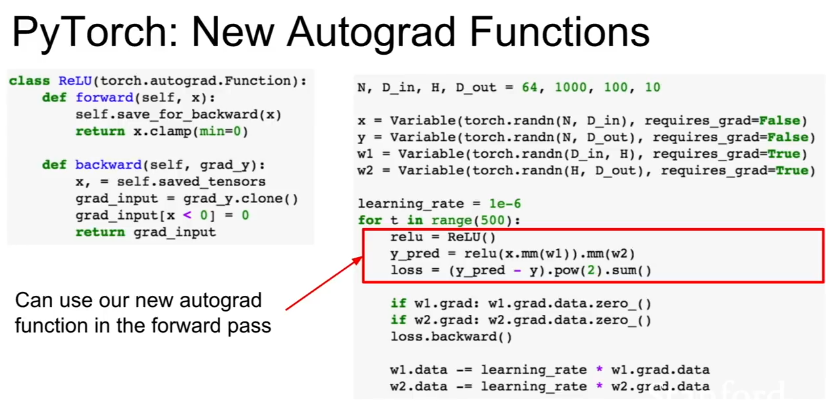 PyTorch: New Autograd Functions
class ReLU(torch.autograd.Function):
    def forward(self, x):
        self.save_for_backward(x)
        return x.clamp(min=0)

    def backward(self, grad_y):
        x, = self.saved_tensors
        grad_input = grad_y.clone()
        grad_input[x < 0] = 0
        return grad_input
Can use our new autograd
function in the forward pass
N, D_in, H, D_out = 64, 1000, 100, 10

x = Variable(torch.randn(N, D_in), requires_grad=False)
y = Variable(torch.randn(N, D_out), requires_grad=False)
w1 = Variable(torch.randn(D_in, H), requires_grad=True)
w2 = Variable(torch.randn(H, D_out), requires_grad=True)

learning_rate = 1e-6
for t in range(500):
    relu = ReLU()
    y_pred = relu(x.mm(w1)).mm(w2)
    loss = (y_pred - y).pow(2).sum()

    if w1.grad: w1.grad.data.zero_()
    if w2.grad: w2.grad.data.zero_()
    loss.backward()

    w1.data -= learning_rate * w1.grad.data
    w2.data -= learning_rate * w2.grad.data
Stanford